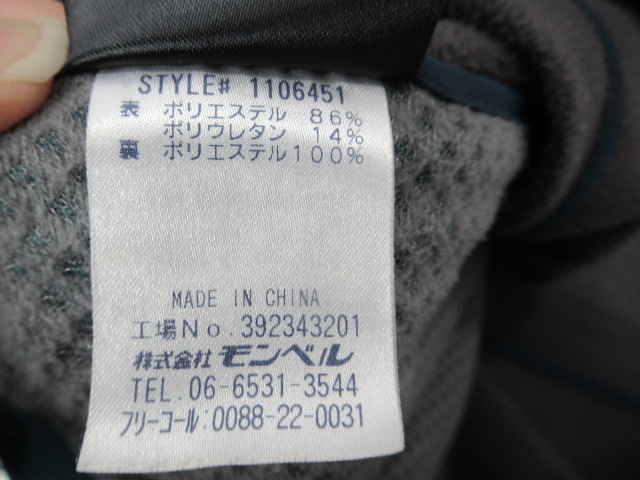 STYLE# 1106451
表 ポリエステル 86%
ポリウレタン 14%
裏 ポリエステル100%
MADE IN CHINA
工場No.392343201
株式会社 モンベル
TEL.06-6531-3544
フリーコール:0088-22-0031